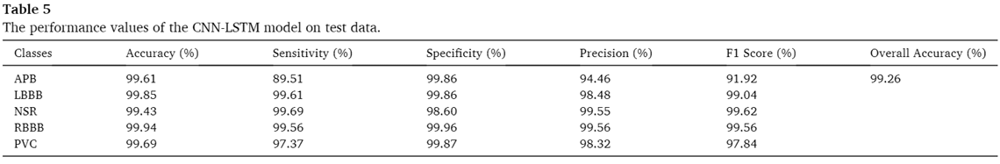 Table 5
The performance values of the CNN-LSTM model on test data.
Classes Accuracy (%) Sensitivity (%) Specificity (%) Precision (%) F1 Score (%) Overall Accuracy (%)
APB 99.61 89.51 99.86 94.46 91.92 99.26
LBBB 99.85 99.61 99.86 98.48 99.04
NSR 99.43 99.69 98.60 99.55 99.62
RBBB 99.94 99.56 99.96 99.56 99.56
PVC 99.69 97.37 99.87 98.32 97.84